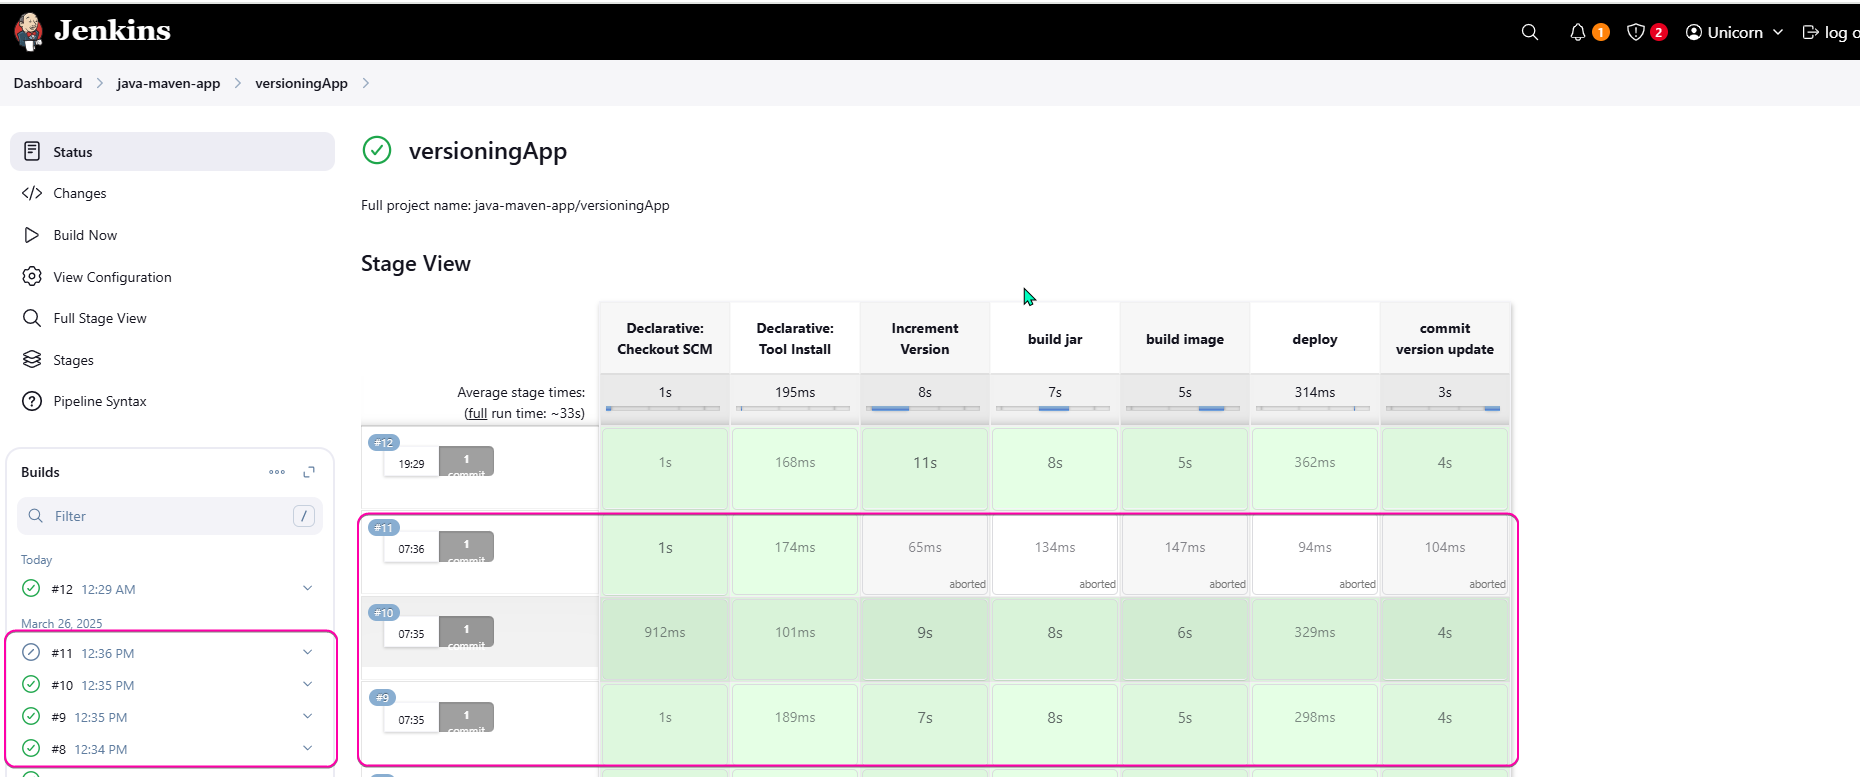 Jenkins
1
2
Unicorn
log o
Dashboard
java-maven-app
versioningApp
Status
Changes
Build Now
View Configuration
Full Stage View
Stages
Pipeline Syntax
Builds
Filter
/
Today
#12 12:29 AM
March 26, 2025
#11 12:36 PM
#10 12:35 PM
#9 12:35 PM
#8 12:34 PM
versioningApp
Full project name: java-maven-app/versioningApp
Stage View
Declarative: Checkout SCM
Declarative: Tool Install
Increment Version
build jar
build image
deploy
commit version update
Average stage times:
(full run time: ~33s)
1s 195ms 8s 7s 5s 314ms 3s
#12
19:29
1
commit
1s 168ms 11s 8s 5s 362ms 4s
#11
07:36
1
commit
1s 174ms 65ms 134ms 147ms 94ms 104ms
aborted aborted aborted aborted aborted
#10
07:35
1
commit
912ms 101ms 9s 8s 6s 329ms 4s
#9
07:35
1
commit
1s 189ms 7s 8s 5s 298ms 4s